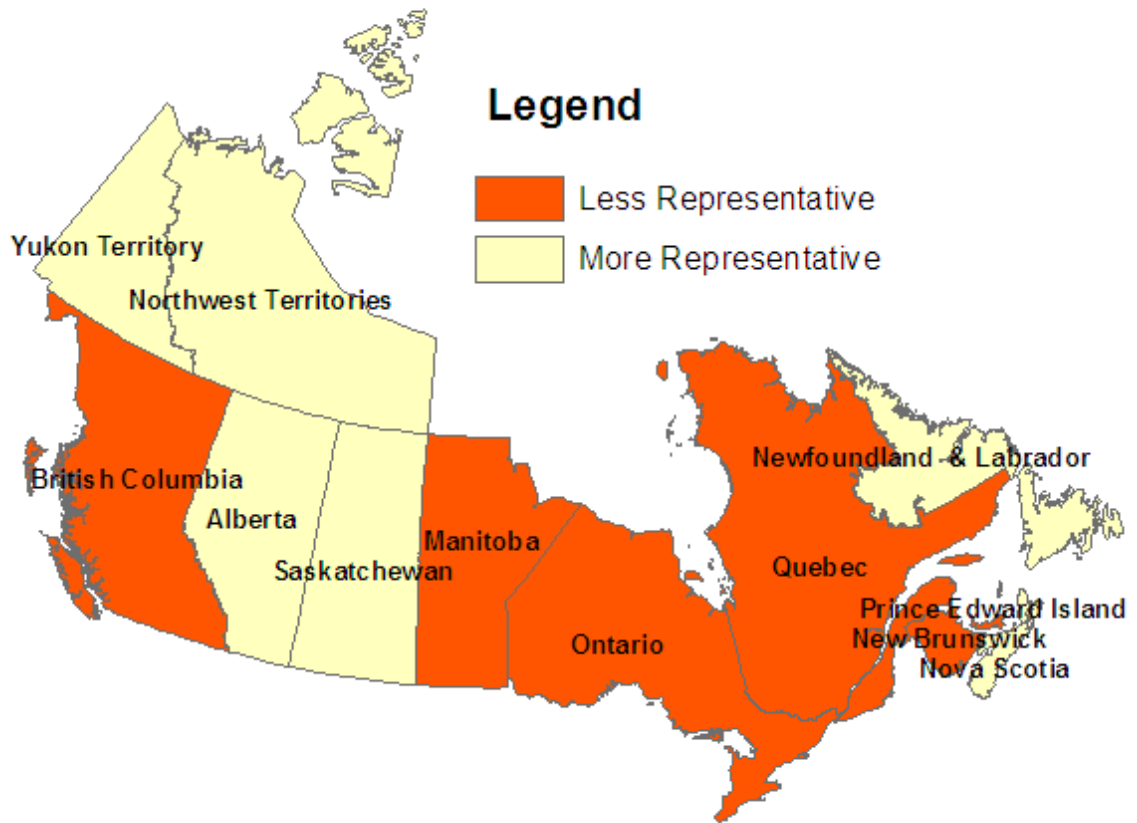 Legend
Less Representative
More Representative
Yukon Territory
Northwest Territories
British Columbia
Alberta
Saskatchewan
Manitoba
Ontario
Newfoundland & Labrador
Quebec
Prince Edward Island
New Brunswick
Nova Scotia